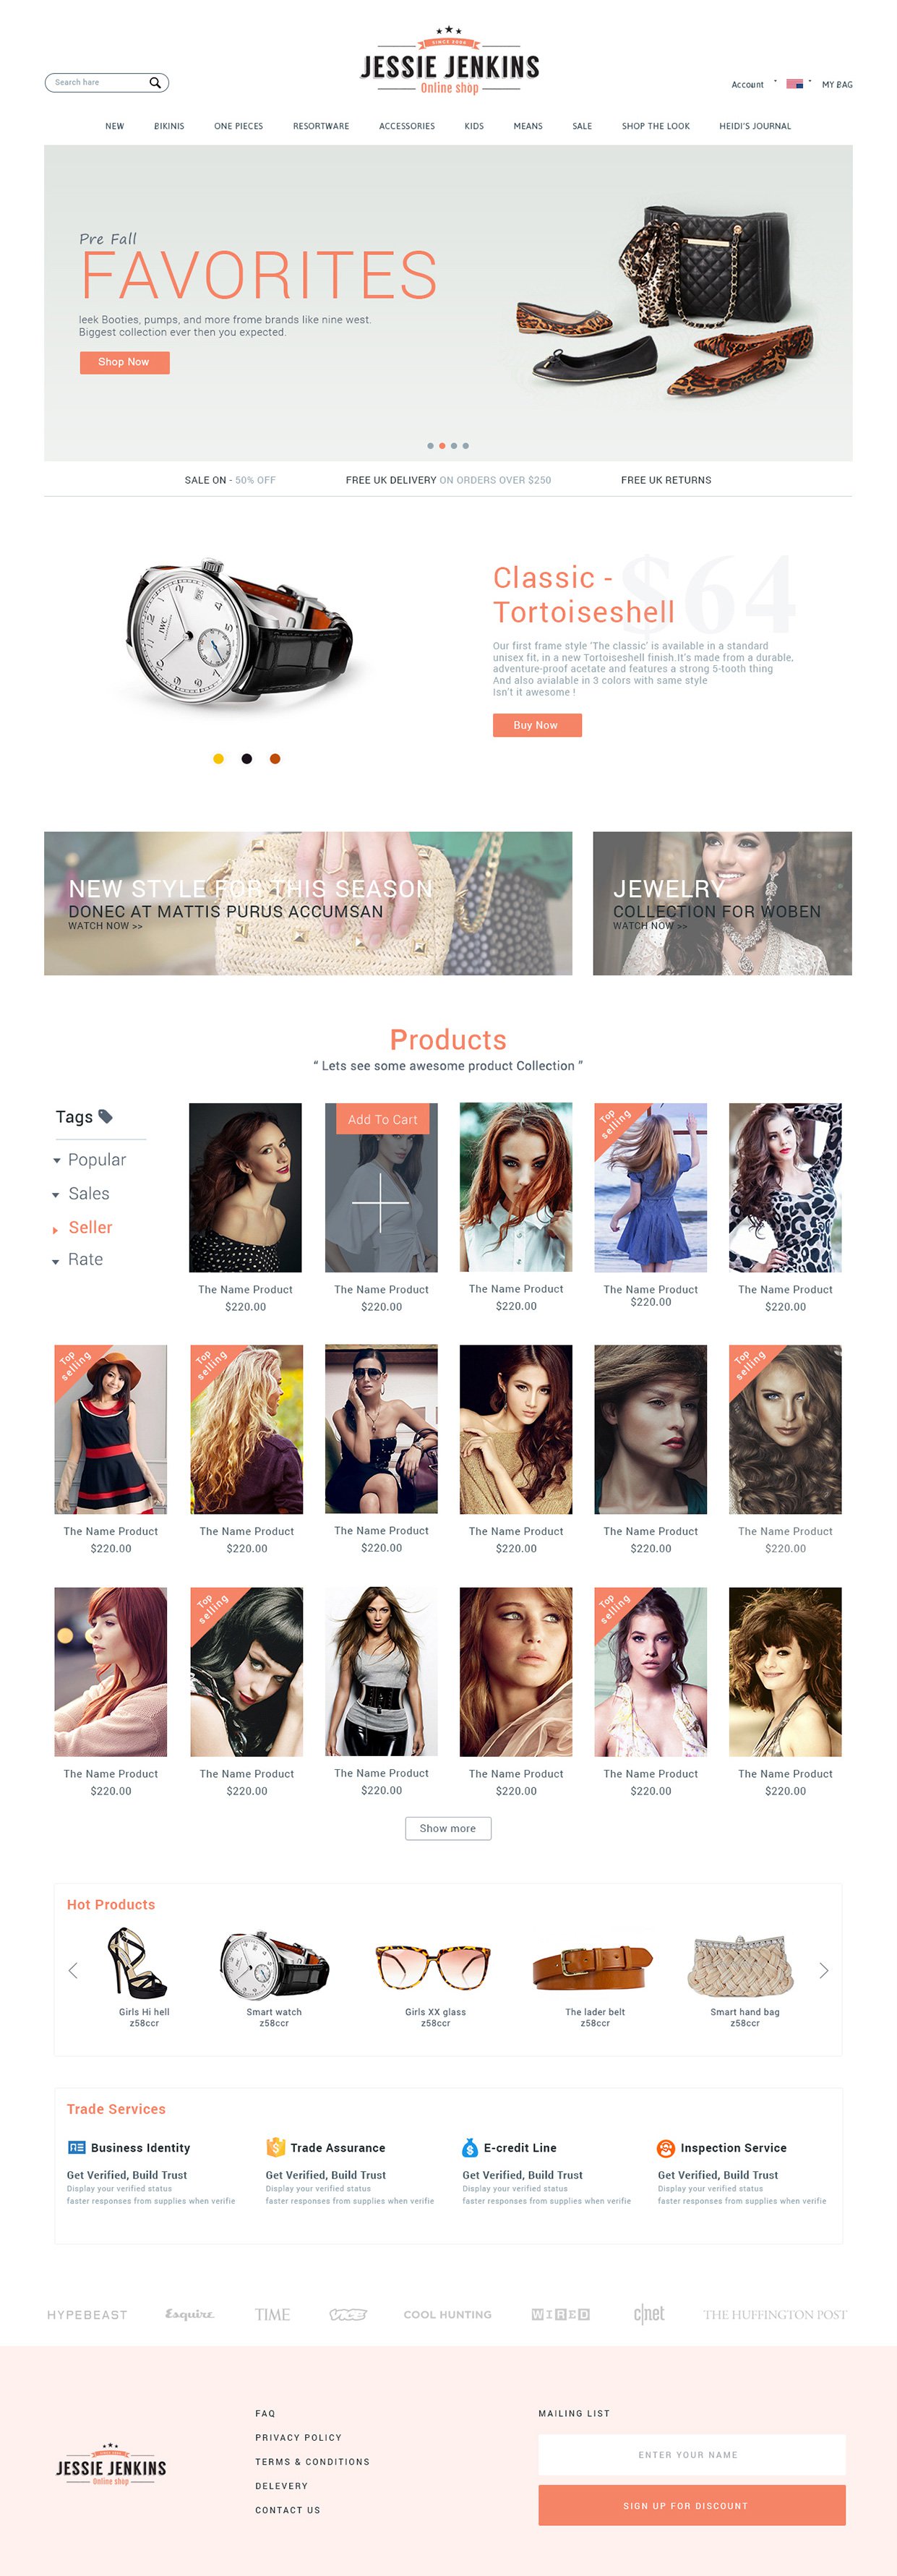 SINCE 2000
JESSIE JENKINS
Online shop
Search hare
Account
MY BAG
NEW BIKINIS ONE PIECES RESORTWARE ACCESSORIES KIDS MEANS SALE SHOP THE LOOK HEIDI'S JOURNAL
Pre Fall
FAVORITES
leek Booties, pumps, and more frome brands like nine west.
Biggest collection ever then you expected.
Shop Now
SALE ON - 50% OFF FREE UK DELIVERY ON ORDERS OVER $250 FREE UK RETURNS
$64
Classic -
Tortoiseshell
Our first frame style 'The classic' is available in a standard
unisex fit, in a new Tortoiseshell finish.It's made from a durable,
adventure-proof acetate and features a strong 5-tooth thing
And also avialable in 3 colors with same style
Isn't it awesome !
Buy Now
IWC
NEW STYLE FOR THIS SEASON
DONEC AT MATTIS PURUS ACCUMSAN
WATCH NOW >>
JEWELRY
COLLECTION FOR WOBEN
WATCH NOW >>
Products
“ Lets see some awesome product Collection ”
Tags
Popular
Sales
Seller
Rate
Add To Cart
Top selling
The Name Product The Name Product The Name Product The Name Product The Name Product
$220.00 $220.00 $220.00 $220.00 $220.00
Top selling Top selling Top selling
The Name Product The Name Product The Name Product The Name Product The Name Product The Name Product
$220.00 $220.00 $220.00 $220.00 $220.00 $220.00
Top selling Top selling
The Name Product The Name Product The Name Product The Name Product The Name Product The Name Product
$220.00 $220.00 $220.00 $220.00 $220.00 $220.00
Show more
Hot Products
Girls Hi hell Smart watch Girls XX glass The lader belt Smart hand bag
z58ccr z58ccr z58ccr z58ccr z58ccr
Trade Services
Business Identity Trade Assurance E-credit Line Inspection Service
Get Verified, Build Trust Get Verified, Build Trust Get Verified, Build Trust Get Verified, Build Trust
Display your verified status Display your verified status Display your verified status Display your verified status
faster responses from supplies when verifie faster responses from supplies when verifie faster responses from supplies when verifie faster responses from supplies when verifie
HYPEBEAST Esquire TIME VICE COOL HUNTING WIRED c|net THE HUFFINGTON POST
JESSIE JENKINS
Online shop
FAQ
PRIVACY POLICY
TERMS & CONDITIONS
DELEVERY
CONTACT US
MAILING LIST
ENTER YOUR NAME
SIGN UP FOR DISCOUNT